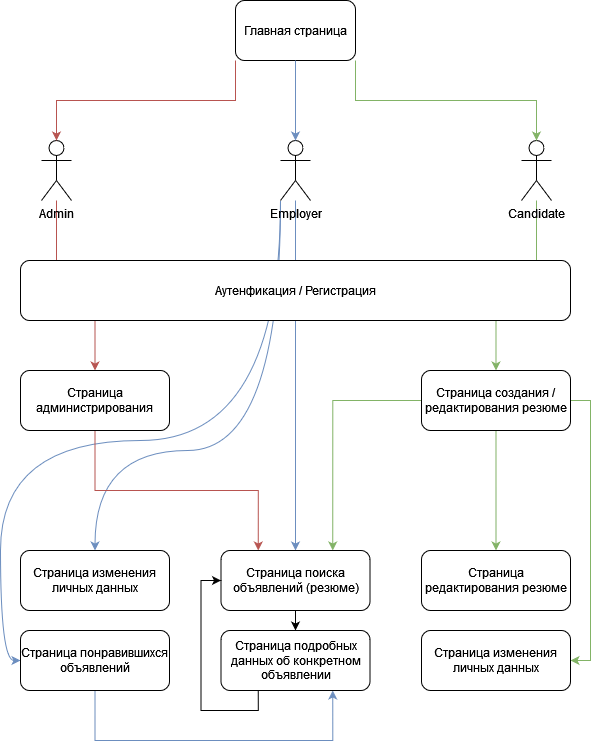 Главная страница
Admin
Employer
Candidate
Аутенфикация / Регистрация
Страница
администрирования
Страница создания /
редактирования резюме
Страница изменения
личных данных
Страница поиска
объявлений (резюме)
Страница
редактирования резюме
Страница понравившихся
объявлений
Страница подробных
данных об конкретном
объявлении
Страница изменения
личных данных